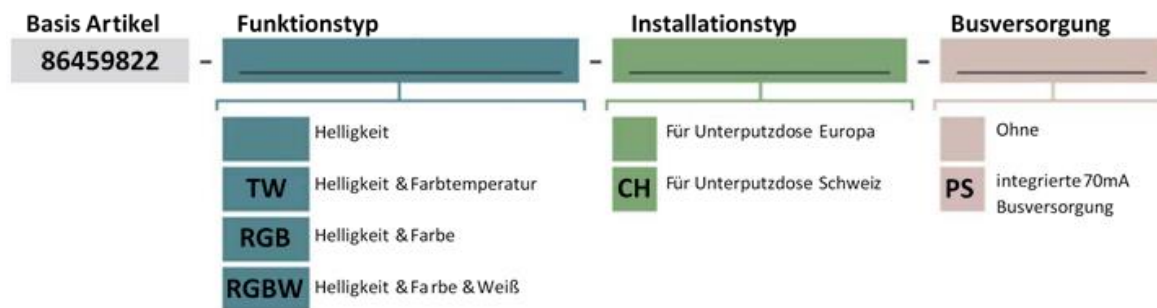 Basis Artikel Funktionstyp Installationstyp Busversorgung
86459822 - - -
Helligkeit Für Unterputzdose Europa Ohne
TW Helligkeit & Farbtemperatur CH Für Unterputzdose Schweiz PS integrierte 70mA
Busversorgung
RGB Helligkeit & Farbe
RGBW Helligkeit & Farbe & Weiß